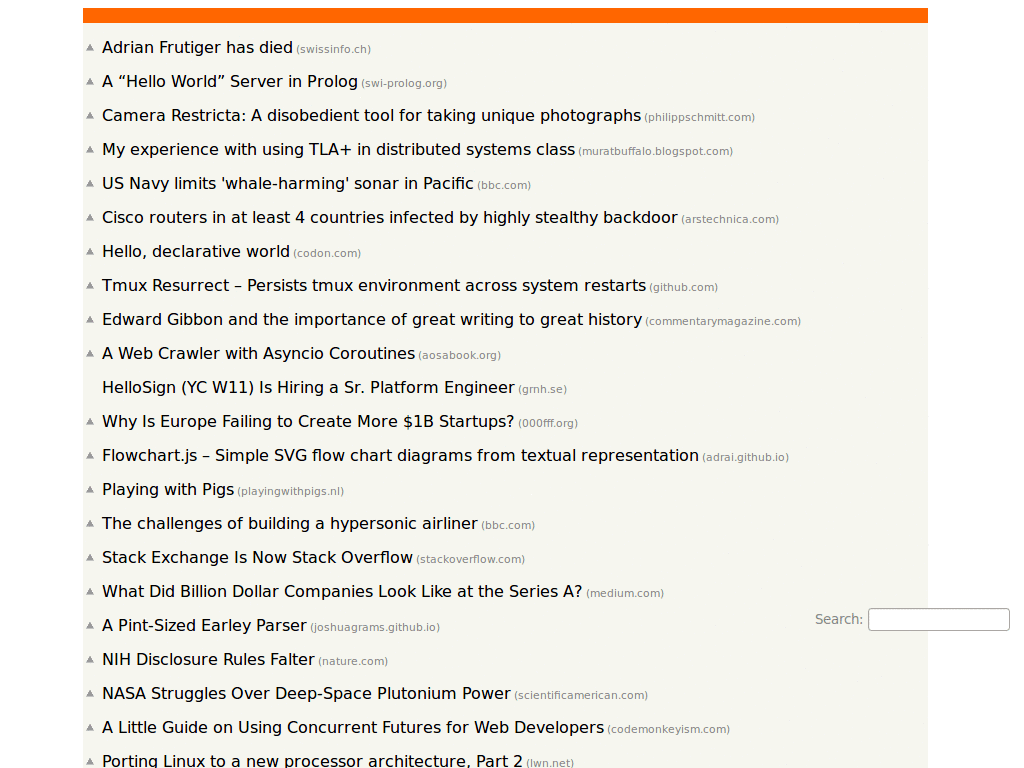 Adrian Frutiger has died (swissinfo.ch)
A “Hello World” Server in Prolog (swi-prolog.org)
Camera Restricta: A disobedient tool for taking unique photographs (philippschmitt.com)
My experience with using TLA+ in distributed systems class (muratbuffalo.blogspot.com)
US Navy limits 'whale-harming' sonar in Pacific (bbc.com)
Cisco routers in at least 4 countries infected by highly stealthy backdoor (arstechnica.com)
Hello, declarative world (codon.com)
Tmux Resurrect – Persists tmux environment across system restarts (github.com)
Edward Gibbon and the importance of great writing to great history (commentarymagazine.com)
A Web Crawler with Asyncio Coroutines (aosabook.org)
HelloSign (YC W11) Is Hiring a Sr. Platform Engineer (grnh.se)
Why Is Europe Failing to Create More $1B Startups? (000fff.org)
Flowchart.js – Simple SVG flow chart diagrams from textual representation (adrai.github.io)
Playing with Pigs (playingwithpigs.nl)
The challenges of building a hypersonic airliner (bbc.com)
Stack Exchange Is Now Stack Overflow (stackoverflow.com)
What Did Billion Dollar Companies Look Like at the Series A? (medium.com)
Search:
A Pint-Sized Earley Parser (joshuagrams.github.io)
NIH Disclosure Rules Falter (nature.com)
NASA Struggles Over Deep-Space Plutonium Power (scientificamerican.com)
A Little Guide on Using Concurrent Futures for Web Developers (codemonkeyism.com)
Porting Linux to a new processor architecture, Part 2 (lwn.net)